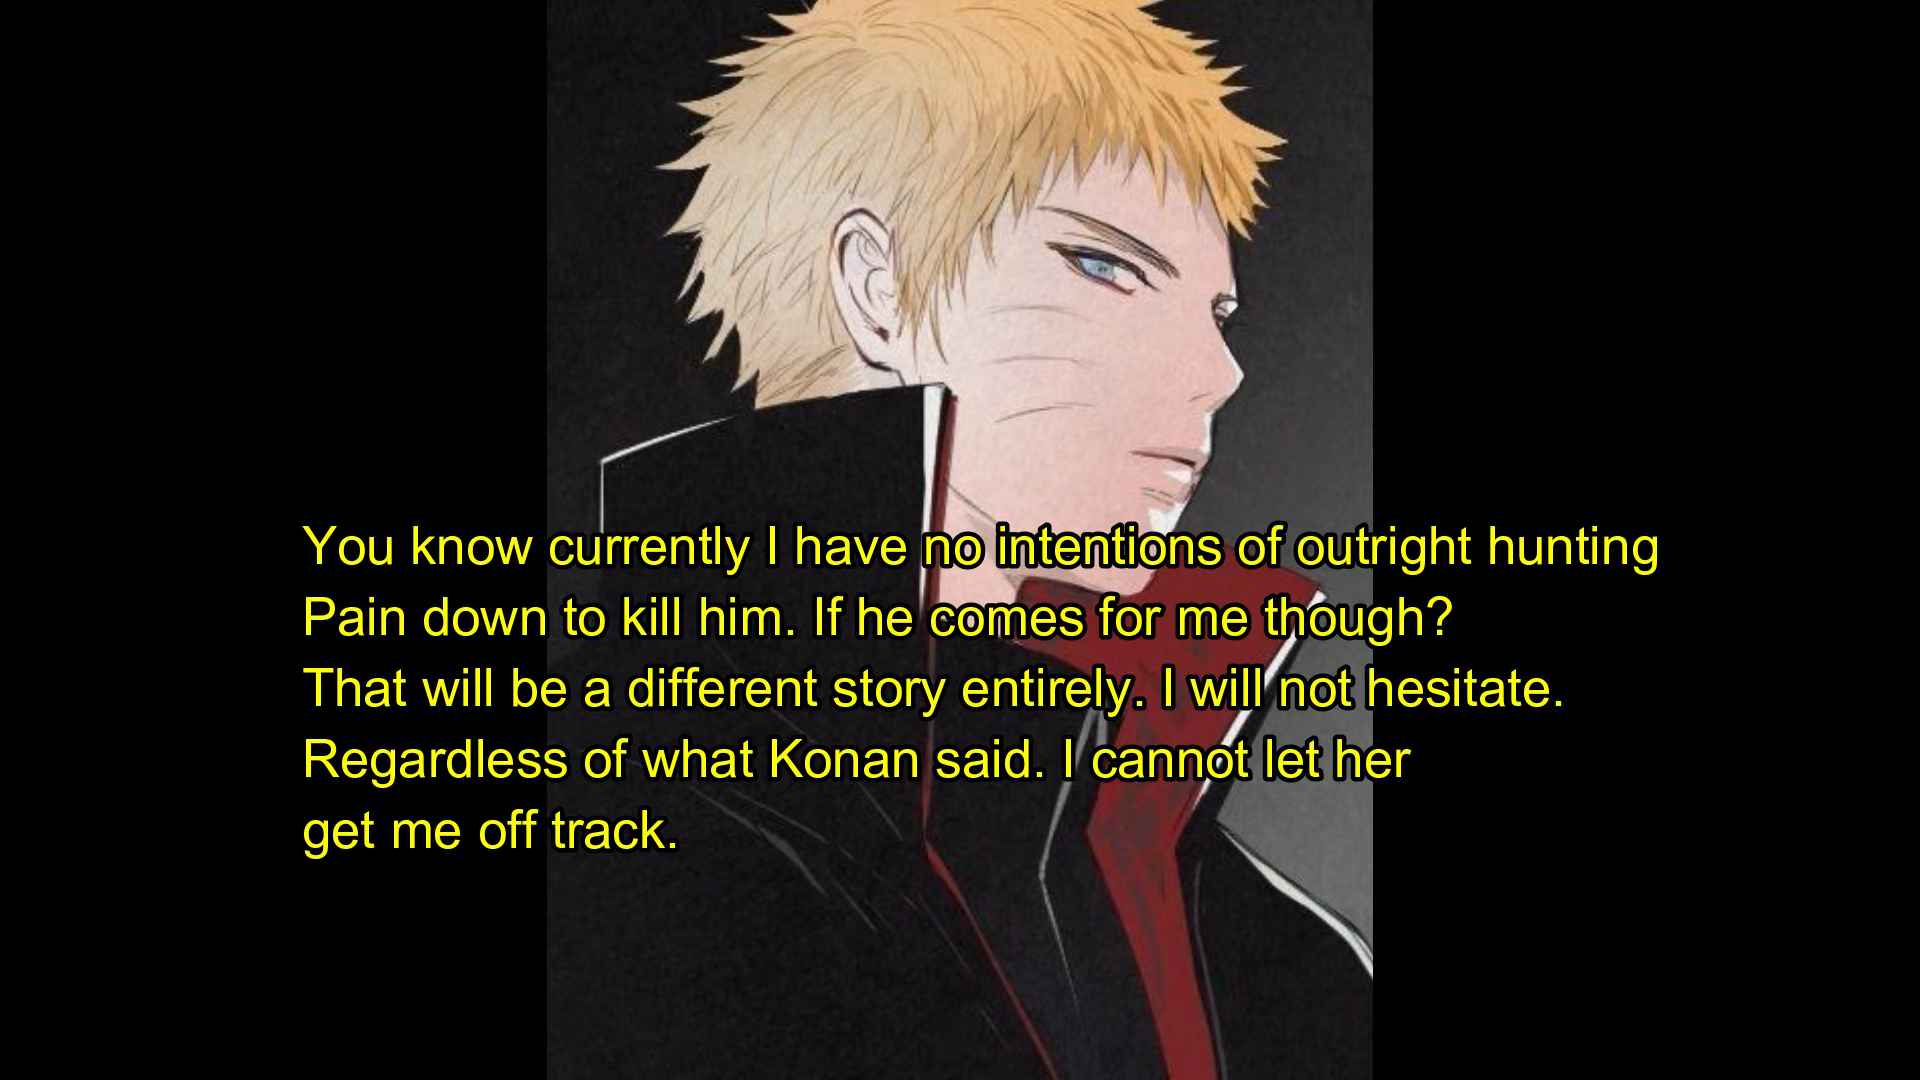 You know currently I have no intentions of outright hunting
Pain down to kill him. If he comes for me though?
That will be a different story entirely. I will not hesitate.
Regardless of what Konan said. I cannot let her
get me off track.